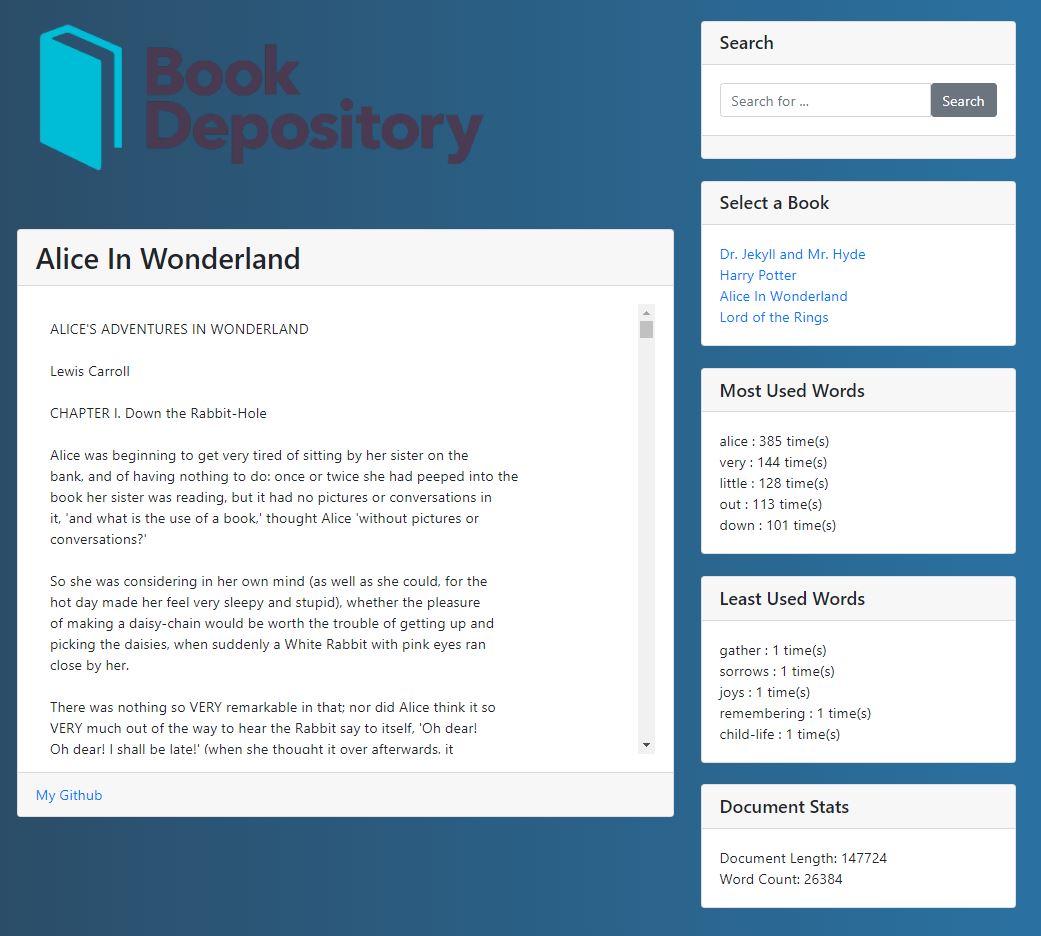 Book
Depository
Alice In Wonderland
ALICE'S ADVENTURES IN WONDERLAND
Lewis Carroll
CHAPTER I. Down the Rabbit-Hole
Alice was beginning to get very tired of sitting by her sister on the
bank, and of having nothing to do: once or twice she had peeped into the
book her sister was reading, but it had no pictures or conversations in
it, 'and what is the use of a book,' thought Alice 'without pictures or
conversations?'
So she was considering in her own mind (as well as she could, for the
hot day made her feel very sleepy and stupid), whether the pleasure
of making a daisy-chain would be worth the trouble of getting up and
picking the daisies, when suddenly a White Rabbit with pink eyes ran
close by her.
There was nothing so VERY remarkable in that; nor did Alice think it so
VERY much out of the way to hear the Rabbit say to itself, 'Oh dear!
Oh dear! I shall be late!' (when she thought it over afterwards, it
My Github
Search
Search for ...
Search
Select a Book
Dr. Jekyll and Mr. Hyde
Harry Potter
Alice In Wonderland
Lord of the Rings
Most Used Words
alice : 385 time(s)
very : 144 time(s)
little : 128 time(s)
out : 113 time(s)
down : 101 time(s)
Least Used Words
gather : 1 time(s)
sorrows : 1 time(s)
joys : 1 time(s)
remembering : 1 time(s)
child-life : 1 time(s)
Document Stats
Document Length: 147724
Word Count: 26384